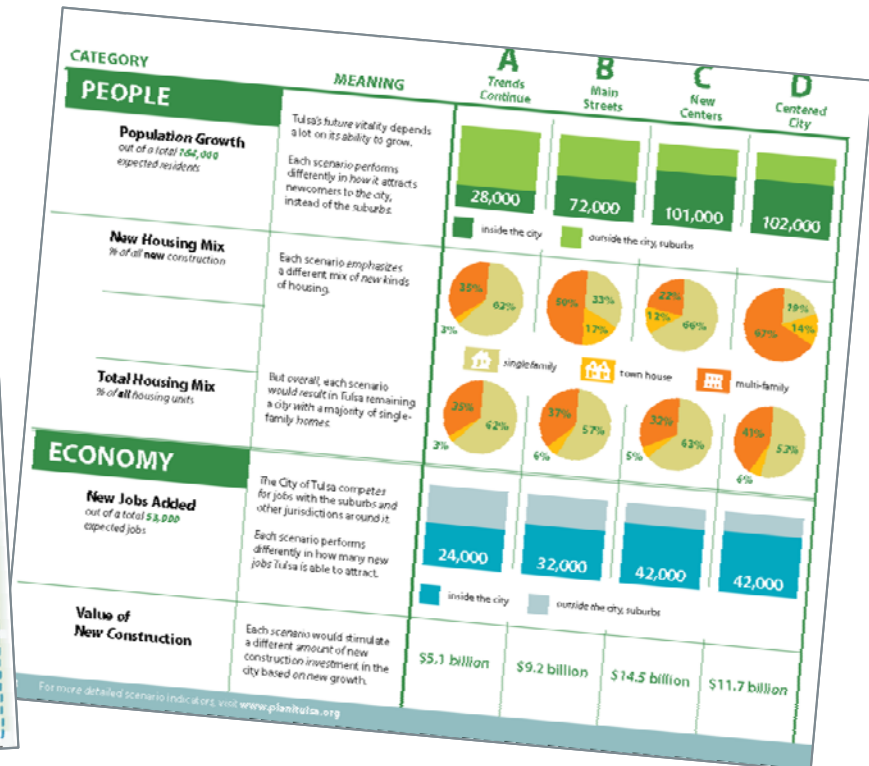 CATEGORY
MEANING
A
Trends
Continue
B
Main
Streets
C
New
Centers
D
Centered
City
PEOPLE
Population Growth
out of a total 164,000
expected residents
Tulsa's future vitality depends
a lot on its ability to grow.
Each scenario performs
differently in how it attracts
newcomers to the city,
instead of the suburbs.
28,000
72,000
101,000
102,000
inside the city
outside the city, suburbs
New Housing Mix
% of all new construction
Each scenario emphasizes
a different mix of new kinds
of housing.
35%
62%
3%
50%
33%
17%
22%
12%
66%
19%
14%
67%
single family
town house
multi-family
Total Housing Mix
% of all housing units
But overall, each scenario
would result in Tulsa remaining
a city with a majority of single-
family homes.
35%
62%
3%
37%
57%
6%
32%
63%
5%
41%
53%
6%
ECONOMY
New Jobs Added
out of a total 53,000
expected jobs
The City of Tulsa competes
for jobs with the suburbs and
other jurisdictions around it.
Each scenario performs
differently in how many new
jobs Tulsa is able to attract.
24,000
32,000
42,000
42,000
inside the city
outside the city, suburbs
Value of
New Construction
Each scenario would stimulate
a different amount of new
construction investment in the
city based on new growth.
$5.1 billion
$9.2 billion
$14.5 billion
$11.7 billion
For more detailed scenario indicators, visit www.planitulsa.org